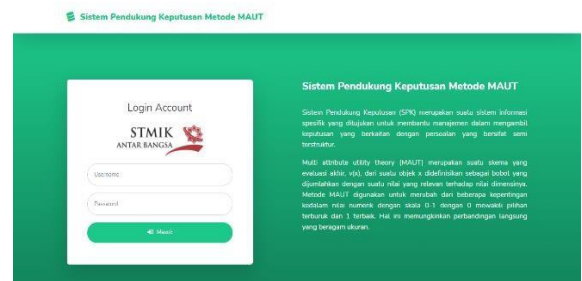 Sistem Pendukung Keputusan Metode MAUT
Login Account
STMIK
ANTAR BANGSA
Username
Password
Masuk
Sistem Pendukung Keputusan Metode MAUT
Sistem Pendukung Keputusan (SPK) merupakan suatu sistem informasi
spesifik yang ditujukan untuk membantu manajemen dalam mengambil
keputusan yang berkaitan dengan persoalan yang bersifat semi
terstruktur.
Multi attribute utility theory (MAUT) merupakan suatu skema yang
evaluasi akhir, v(x), dari suatu objek x didefinisikan sebagai bobot yang
dijumlahkan dengan suatu nilai yang relevan terhadap nilai dimensinya.
Metode MAUT digunakan untuk merubah dari beberapa kepentingan
kedalam nilai numerik dengan skala 0-1 dengan 0 mewakili pilihan
terburuk dan 1 terbaik. Hal ini memungkinkan perbandingan langsung
yang beragam ukuran.